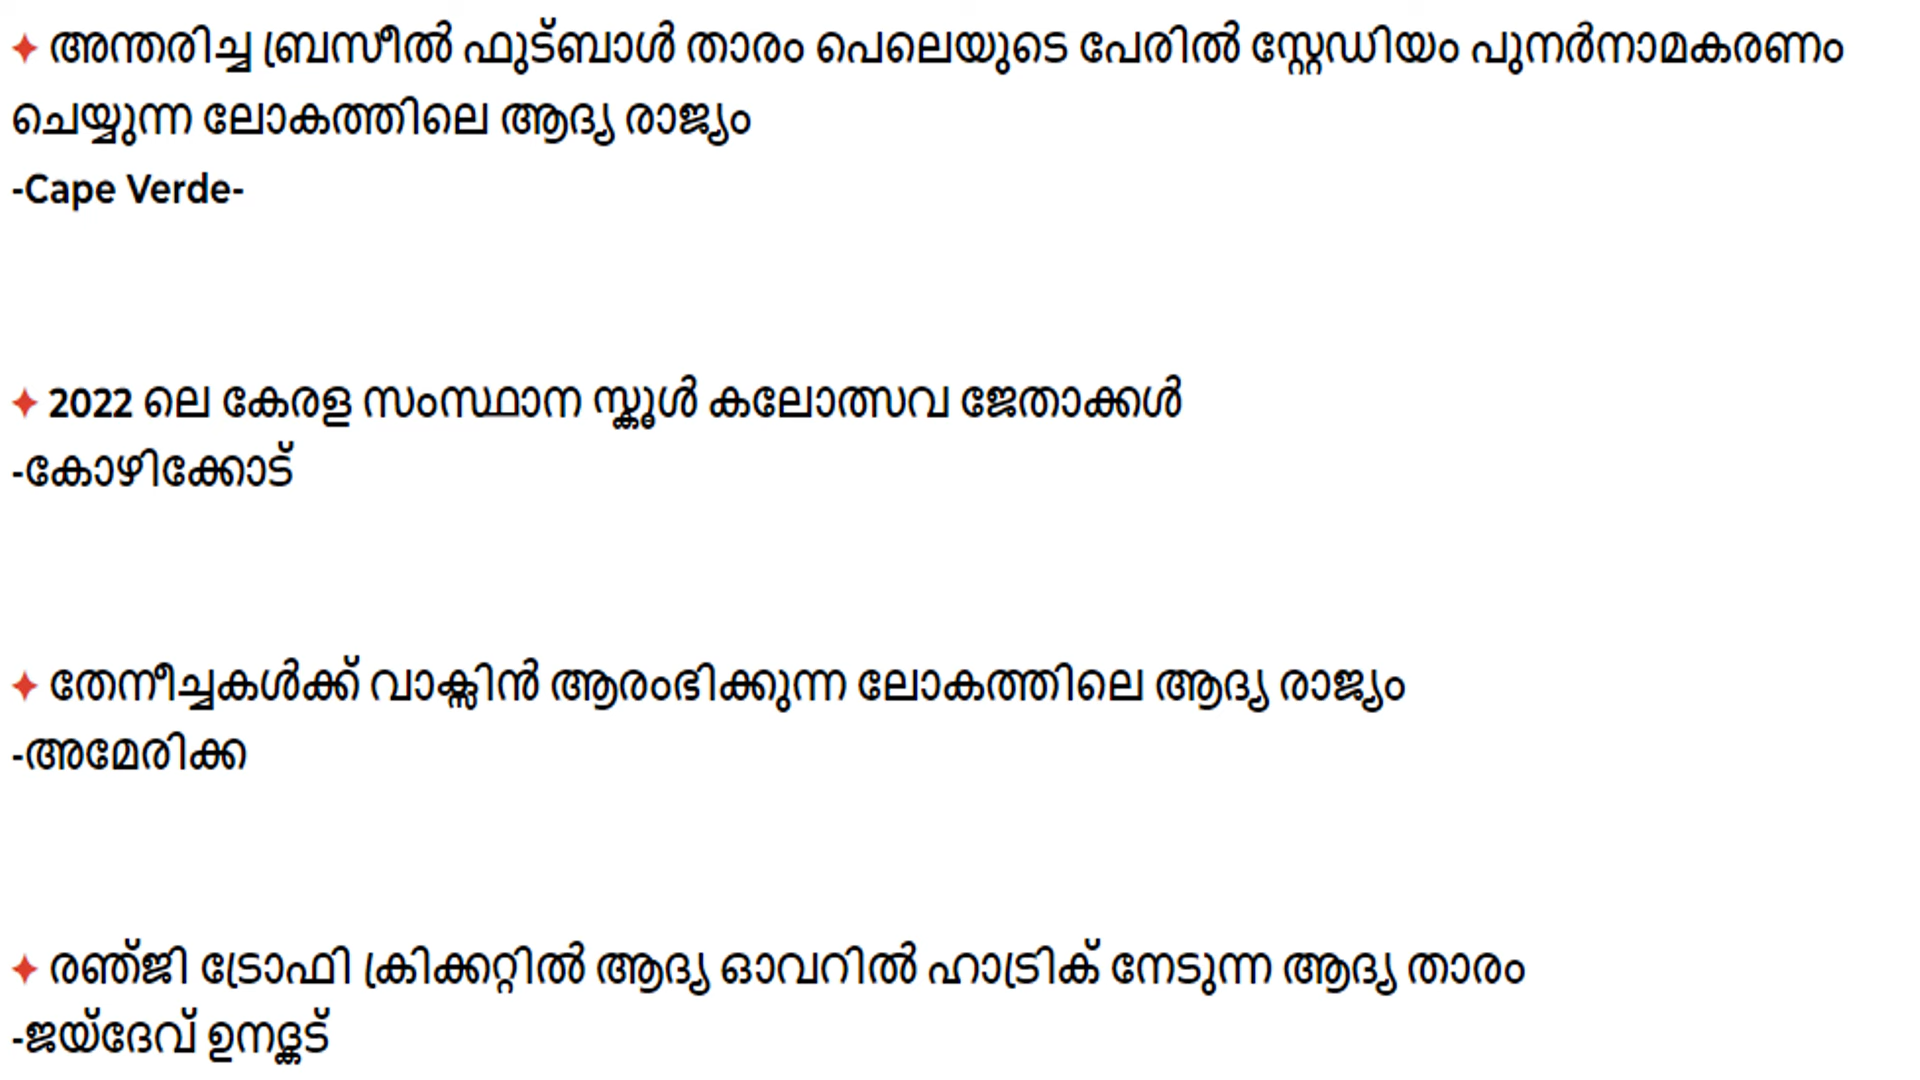 ✦ അന്തരിച്ച ബ്രസീൽ ഫുട്ബാൾ താരം പെലെയുടെ പേരിൽ സ്റ്റേഡിയം പുനർനാമകരണം
ചെയ്യുന്ന ലോകത്തിലെ ആദ്യ രാജ്യം
-Cape Verde-
✦ 2022 ലെ കേരള സംസ്ഥാന സ്കൂൾ കലോത്സവ ജേതാക്കൾ
-കോഴിക്കോട്
✦ തേനീച്ചകൾക്ക് വാക്സിൻ ആരംഭിക്കുന്ന ലോകത്തിലെ ആദ്യ രാജ്യം
-അമേരിക്ക
✦ രഞ്ജി ട്രോഫി ക്രിക്കറ്റിൽ ആദ്യ ഓവറിൽ ഹാട്രിക് നേടുന്ന ആദ്യ താരം
-ജയ്ദേവ് ഉനദ്കട്